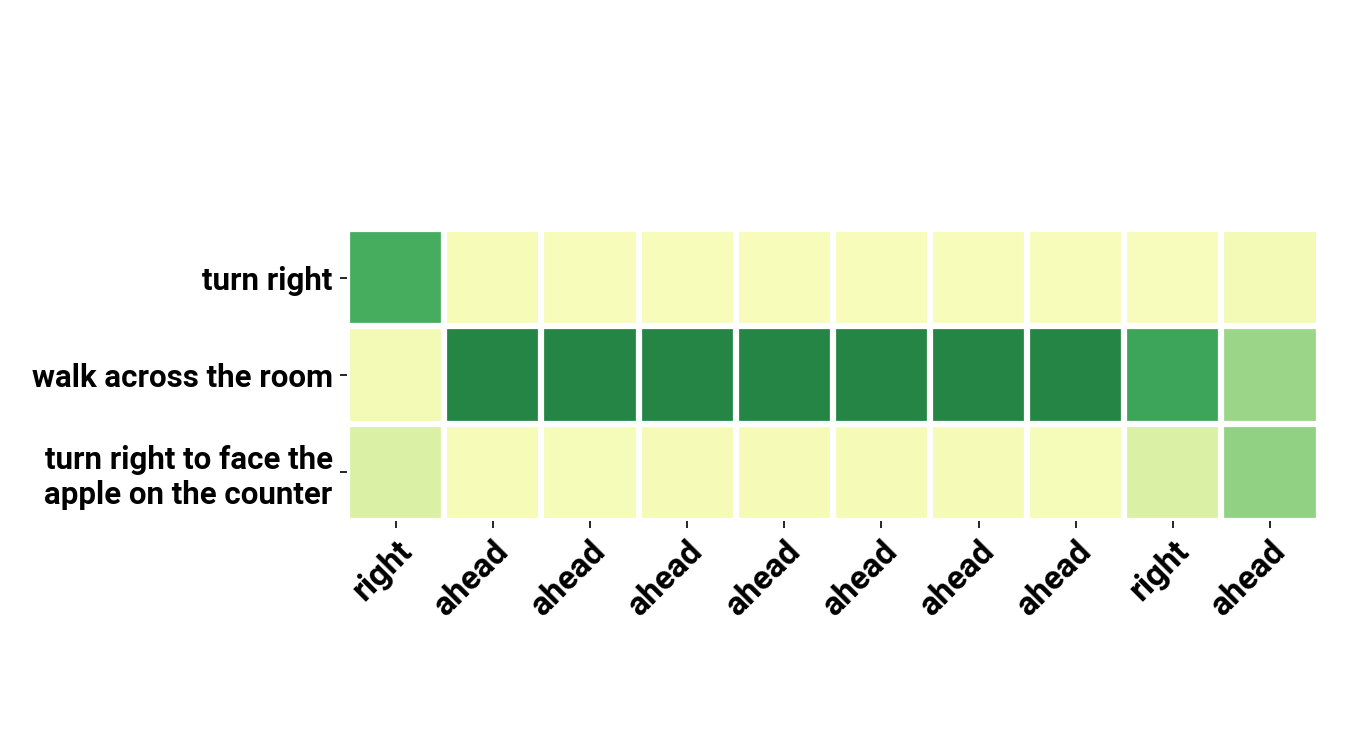 turn right
walk across the room
turn right to face the
apple on the counter
right
ahead
ahead
ahead
ahead
ahead
ahead
ahead
right
ahead